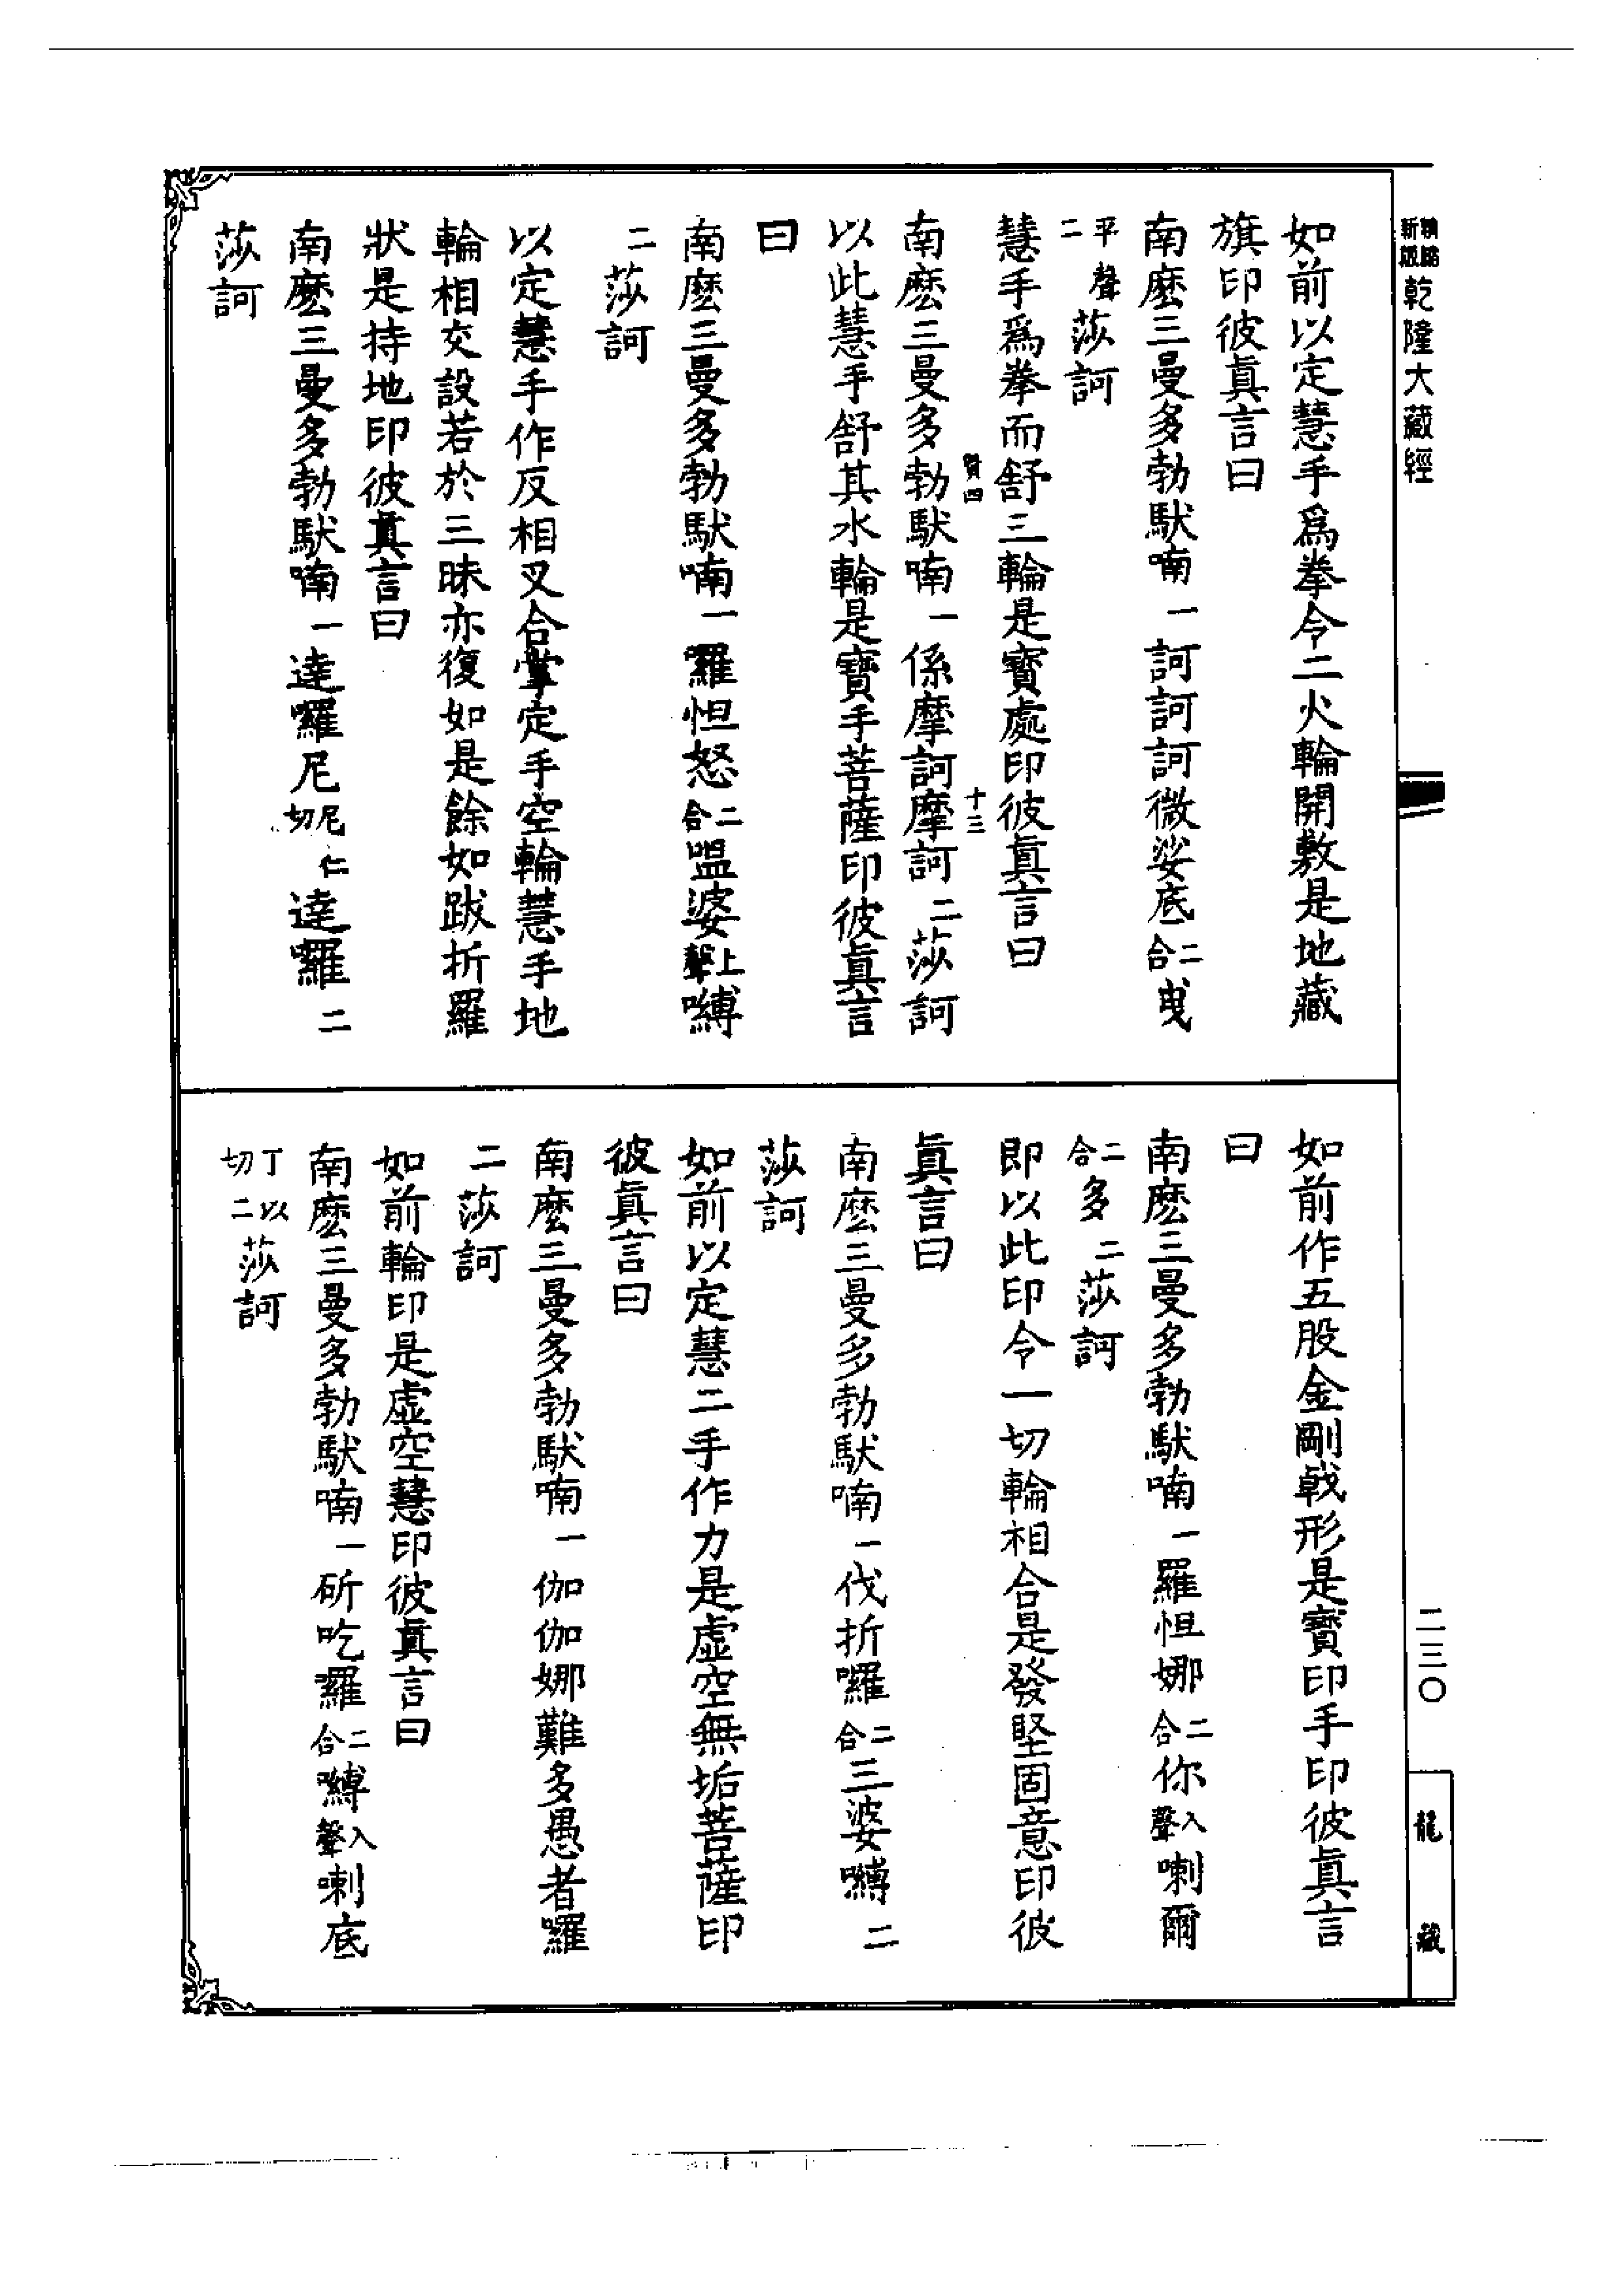 新版
乾隆大藏經
二三〇
龍藏
如前以定慧手爲拳令二火輪開敷是地藏
旗印彼眞言曰
南麽三曼多勃馱喃一訶訶訶微娑底二合曳
平聲二莎訶
慧手爲拳而舒三輪是寶處印彼眞言曰
賢四
十三
南麽三曼多勃馱喃一係摩訶摩訶二莎訶
以此慧手舒其水輪是寶手菩薩印彼眞言
曰
南麽三曼多勃馱喃一囉怛怒二合嗢婆上聲嚩
二莎訶
以定慧手作反相叉合掌定手空輪慧手地
輪相交設若於三昧亦復如是餘如跋折羅
狀是持地印彼眞言曰
南麽三曼多勃馱喃一達囉尼尼仁切達囉二
莎訶
如前作五股金剛戟形是寶印手印彼眞言
曰
南麽三曼多勃馱喃一羅怛娜二合你入聲喇爾
二合多二莎訶
即以此印令一切輪相合是發堅固意印彼
眞言曰
南麽三曼多勃馱喃一伐折囉二合三婆嚩二
莎訶
如前以定慧二手作力是虛空無垢菩薩印
彼眞言曰
南麽三曼多勃馱喃一伽伽娜難多愚者囉
二莎訶
如前輪印是虛空慧印彼眞言曰
南麽三曼多勃馱喃一斫吃囉二合嚩入聲喇底
丁以切二莎訶